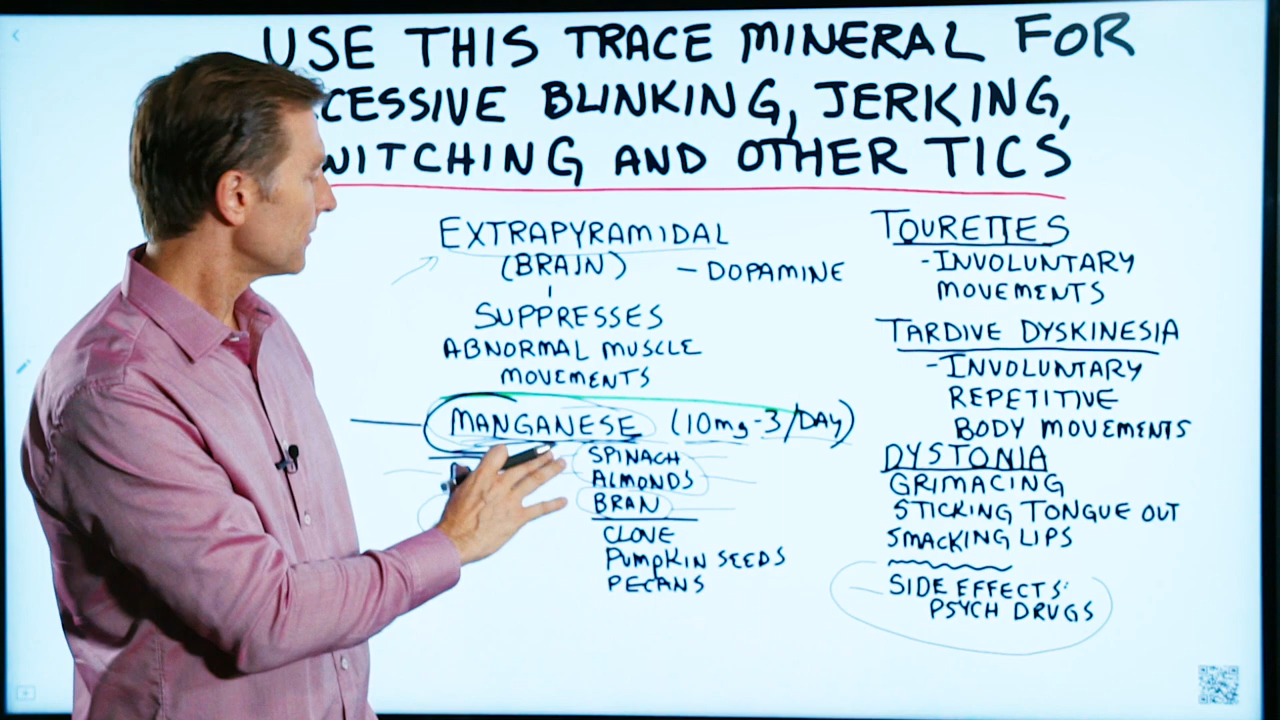 USE THIS TRACE MINERAL FOR
CESSIVE BLINKING, JERKING,
WITCHING AND OTHER TICS
EXTRAPYRAMIDAL
(BRAIN) - DOPAMINE
SUPPRESSES
ABNORMAL MUSCLE
MOVEMENTS
MANGANESE (10mg-3/DAY)
SPINACH
ALMONDS
BRAN
CLOVE
PUMPKIN SEEDS
PECANS
TOURETTES
- INVOLUNTARY
MOVEMENTS
TARDIVE DYSKINESIA
- INVOLUNTARY
REPETITIVE
BODY MOVEMENTS
DYSTONIA
GRIMACING
STICKING TONGUE OUT
SMACKING LIPS
SIDE EFFECTS:
PSYCH DRUGS